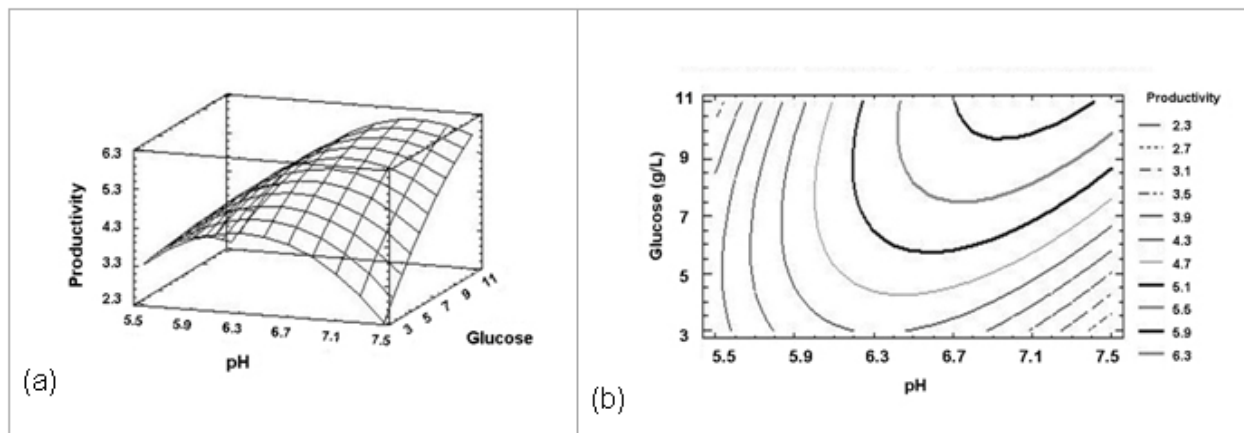 6.3
5.3
4.3
3.3
2.3
Productivity
5.5 5.9 6.3 6.7 7.1 7.5
pH
3 5 7 9 11
Glucose
(a)
11
9
7
5
3
Glucose (g/L)
5.5 5.9 6.3 6.7 7.1 7.5
pH
Productivity
2.3
2.7
3.1
3.5
3.9
4.3
4.7
5.1
5.5
5.9
6.3
(b)